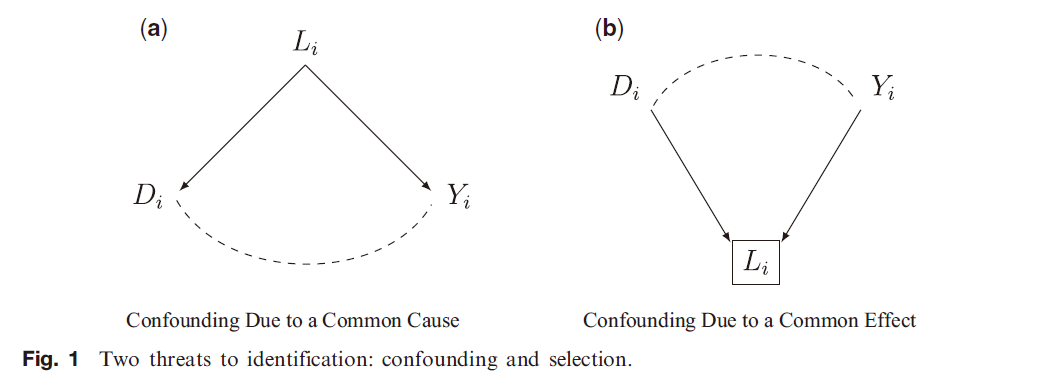 (a)
L_i
D_i
Y_i
Confounding Due to a Common Cause
(b)
D_i
Y_i
L_i
Confounding Due to a Common Effect
Fig. 1 Two threats to identification: confounding and selection.